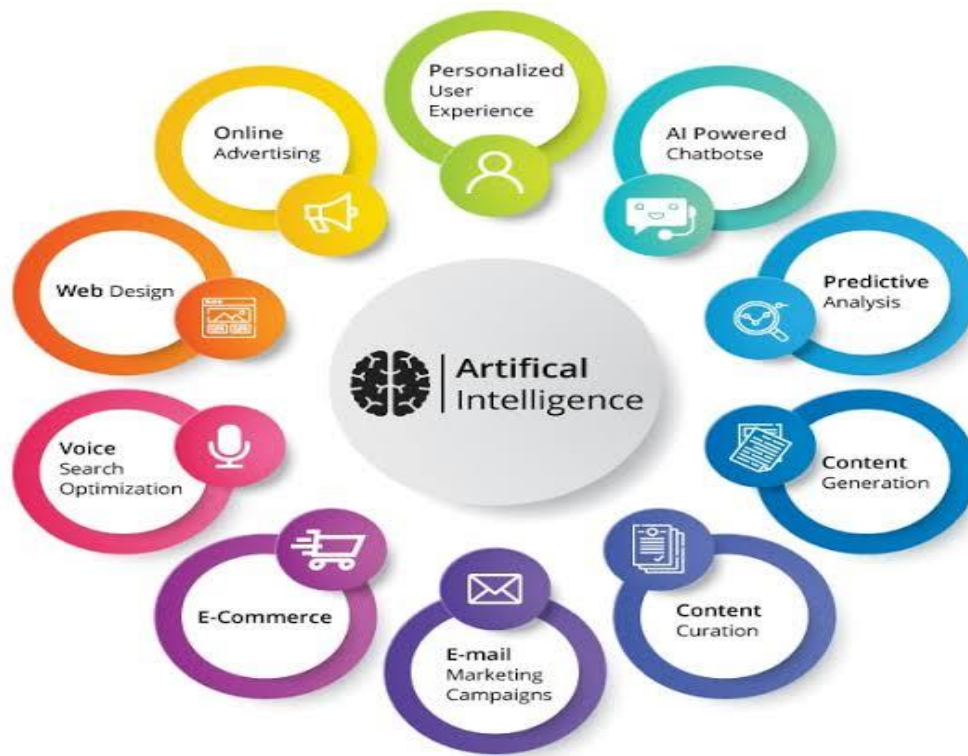 Personalized
User
Experience
AI Powered
Chatbotse
Predictive
Analysis
Content
Generation
Content
Curation
E-mail
Marketing
Campaigns
E-Commerce
Voice
Search
Optimization
Web Design
Online
Advertising
Artifical
Intelligence